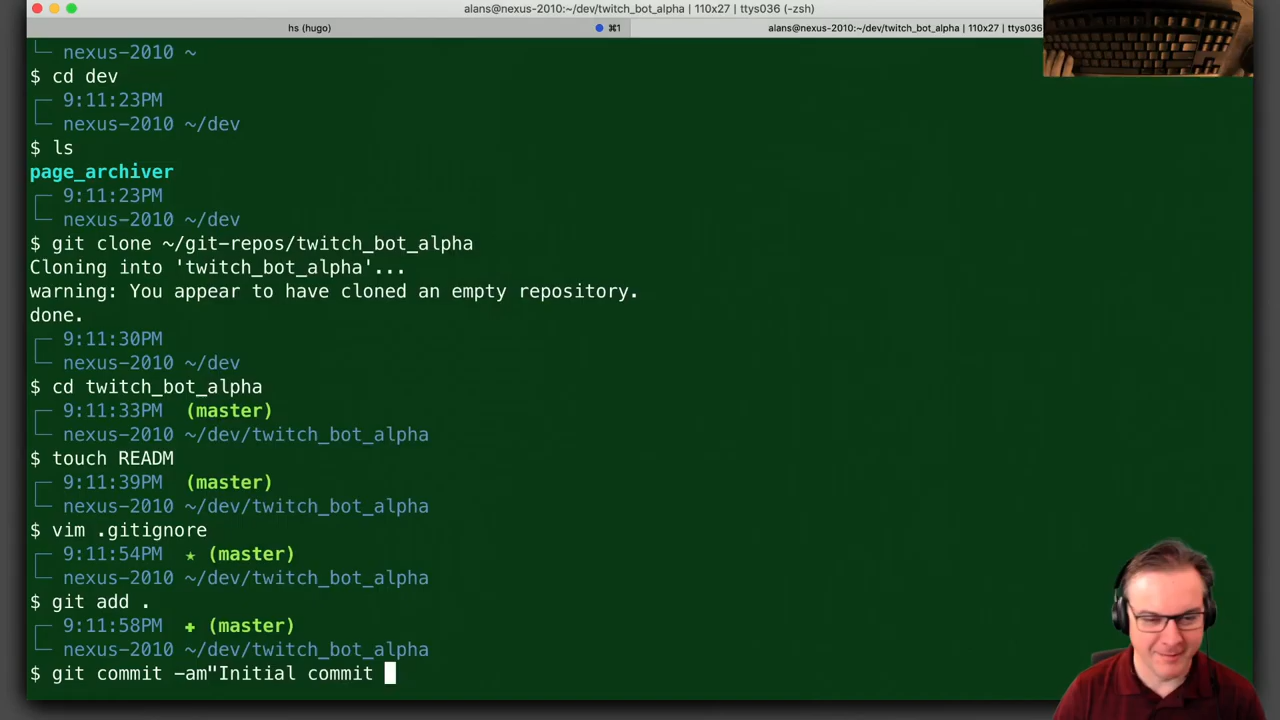 alans@nexus-2010:~/dev/twitch_bot_alpha | 110x27 | ttys036 (-zsh)
hs (hugo) ⌘1 alans@nexus-2010:~/dev/twitch_bot_alpha | 110x27 | ttys036
nexus-2010 ~
$ cd dev
9:11:23PM
nexus-2010 ~/dev
$ ls
page_archiver
9:11:23PM
nexus-2010 ~/dev
$ git clone ~/git-repos/twitch_bot_alpha
Cloning into 'twitch_bot_alpha'...
warning: You appear to have cloned an empty repository.
done.
9:11:30PM
nexus-2010 ~/dev
$ cd twitch_bot_alpha
9:11:33PM (master)
nexus-2010 ~/dev/twitch_bot_alpha
$ touch READM
9:11:39PM (master)
nexus-2010 ~/dev/twitch_bot_alpha
$ vim .gitignore
9:11:54PM ★ (master)
nexus-2010 ~/dev/twitch_bot_alpha
$ git add .
9:11:58PM ✚ (master)
nexus-2010 ~/dev/twitch_bot_alpha
$ git commit -am"Initial commit